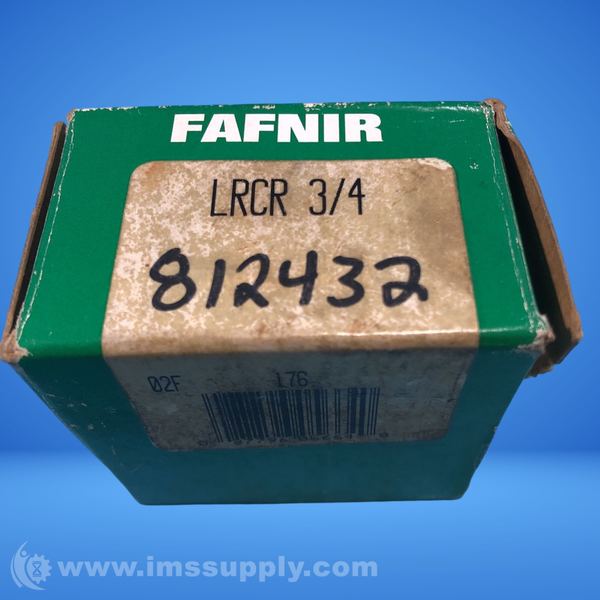 FAFNIR
LRCR 3/4
812432
02F 176
www.imssupply.com